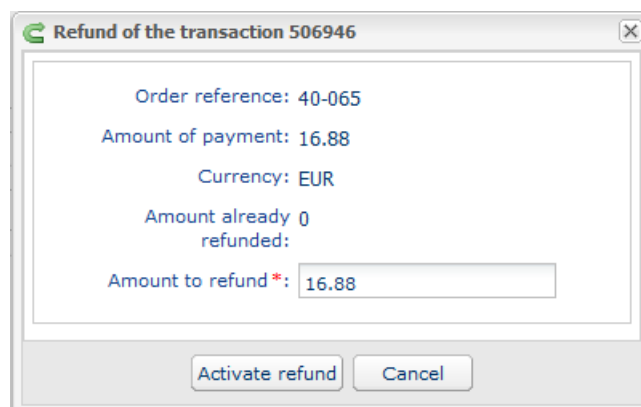 Refund of the transaction 506946
Order reference: 40-065
Amount of payment: 16.88
Currency: EUR
Amount already 0
refunded:
Amount to refund*: 16.88
Activate refund Cancel